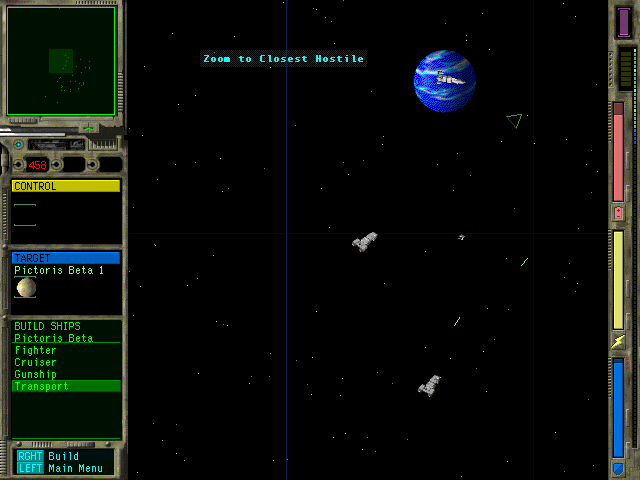 Zoom to Closest Hostile
458
CONTROL
TARGET
Pictoris Beta 1
BUILD SHIPS
Pictoris Beta
Fighter
Cruiser
Gunship
Transport
RGHT Build
LEFT Main Menu